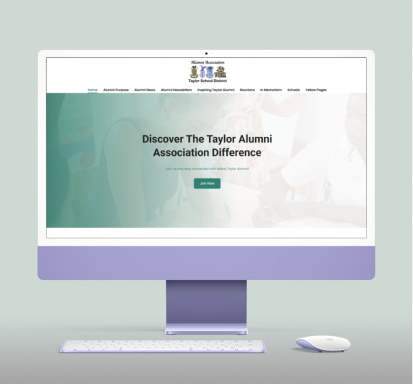 Alumni Association
Taylor School District
Home Alumni Purpose Alumni News Alumni Newsletters Inspiring Taylor Alumni Reunions In Memoriam Schools Yellow Pages
Discover The Taylor Alumni
Association Difference
Join Now